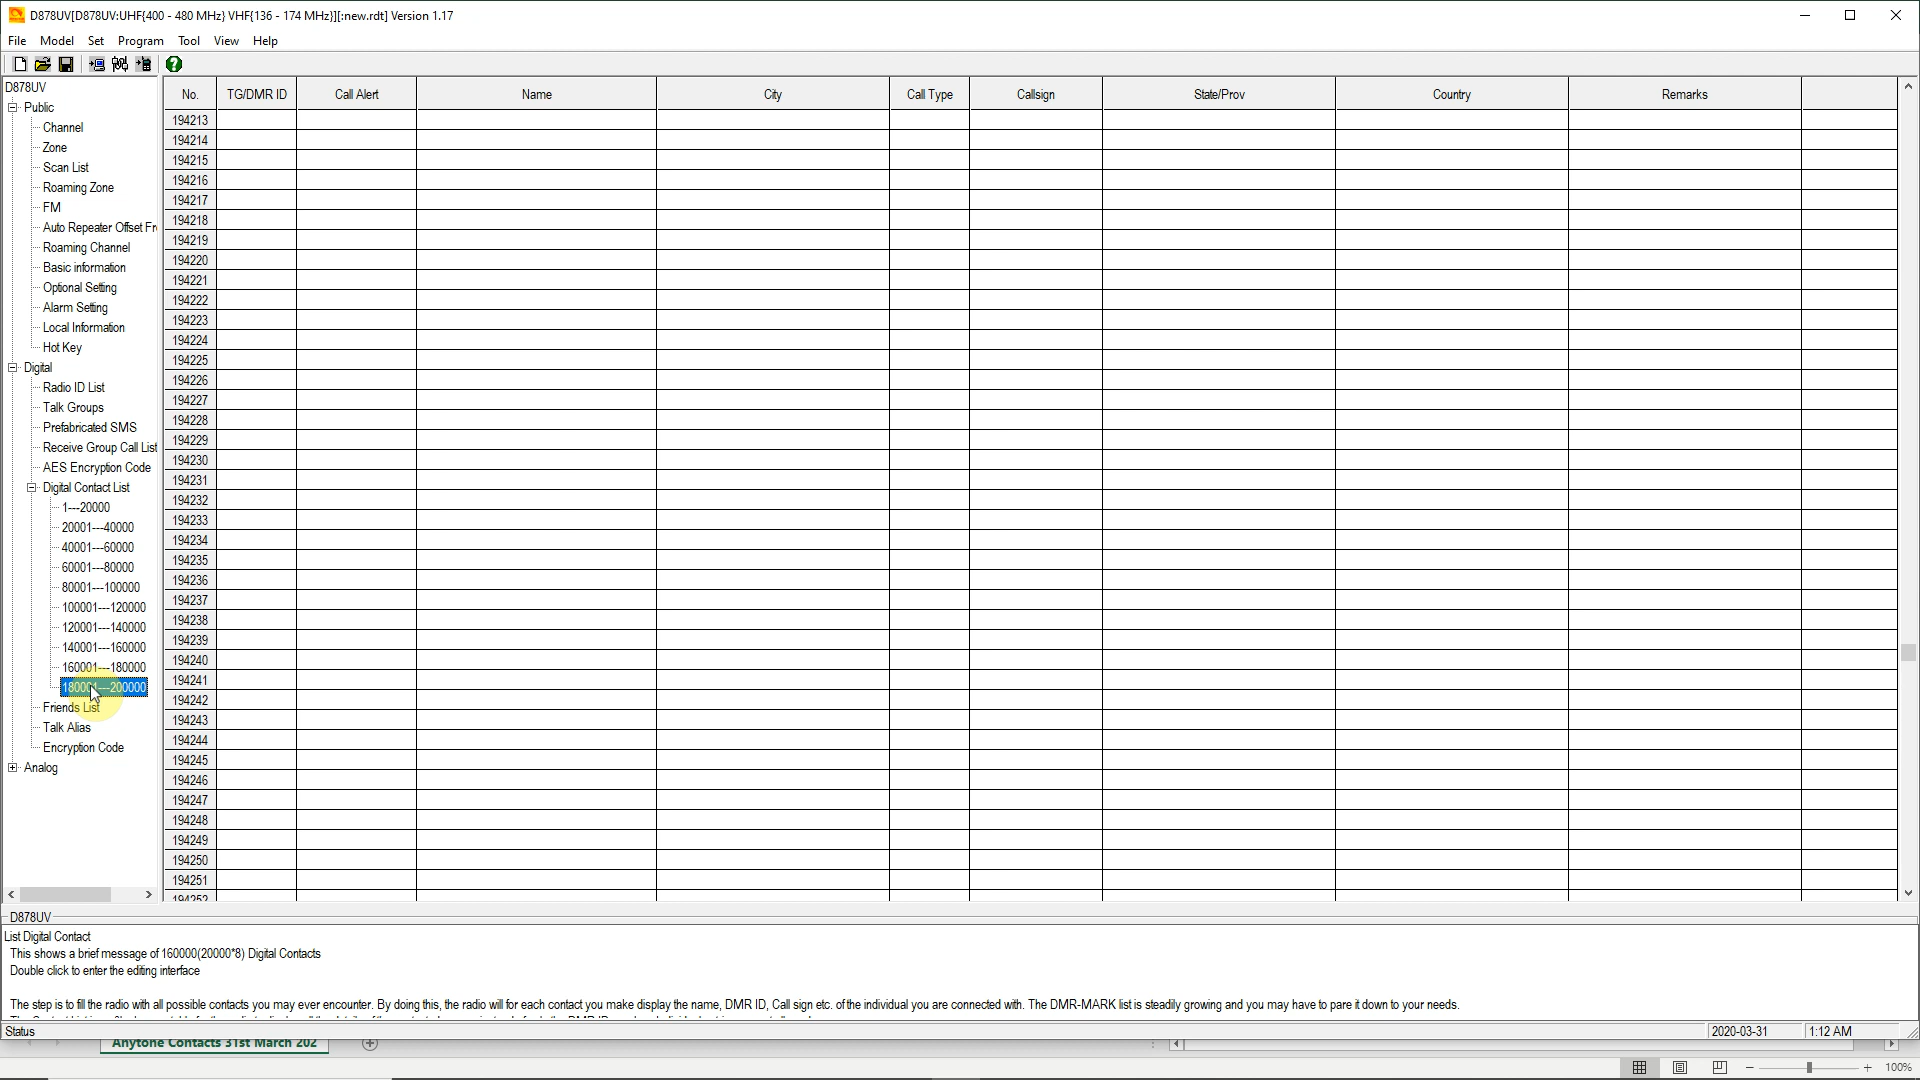 D878UV[D878UV:UHF{400 - 480 MHz} VHF{136 - 174 MHz}][:new.rdt] Version 1.17
File Model Set Program Tool View Help
D878UV
Public
Channel
Zone
Scan List
Roaming Zone
FM
Auto Repeater Offset Fr
Roaming Channel
Basic information
Optional Setting
Alarm Setting
Local Information
Hot Key
Digital
Radio ID List
Talk Groups
Prefabricated SMS
Receive Group Call List
AES Encryption Code
Digital Contact List
1---20000
20001---40000
40001---60000
60001---80000
80001---100000
100001---120000
120001---140000
140001---160000
160001---180000
180001---200000
Friends List
Talk Alias
Encryption Code
Analog
No. TG/DMR ID Call Alert Name City Call Type Callsign State/Prov Country Remarks
194213
194214
194215
194216
194217
194218
194219
194220
194221
194222
194223
194224
194225
194226
194227
194228
194229
194230
194231
194232
194233
194234
194235
194236
194237
194238
194239
194240
194241
194242
194243
194244
194245
194246
194247
194248
194249
194250
194251
194252
D878UV
List Digital Contact
This shows a brief message of 160000(20000*8) Digital Contacts
Double click to enter the editing interface
The step is to fill the radio with all possible contacts you may ever encounter. By doing this, the radio will for each contact you make display the name, DMR ID, Call sign etc. of the individual you are connected with. The DMR-MARK list is steadily growing and you may have to pare it down to your needs.
Status 2020-03-31 1:12 AM
Anytone Contacts 31st March 202
100%